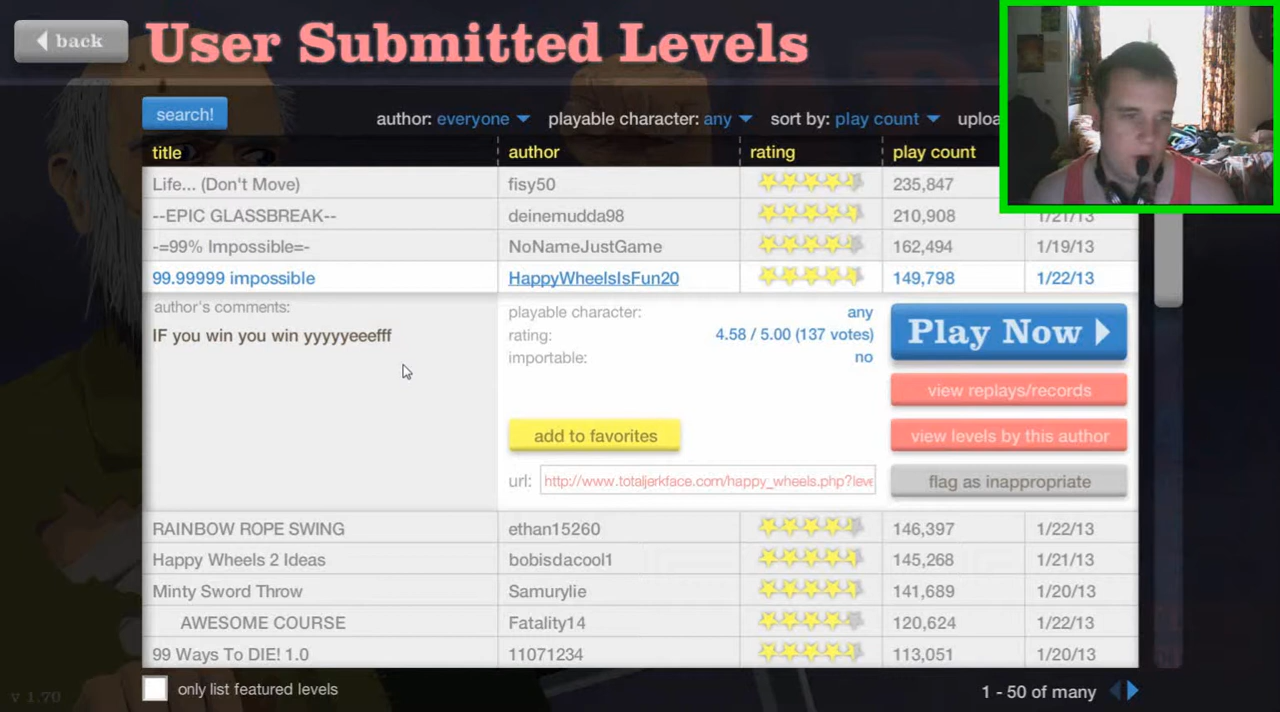 back
User Submitted Levels
search!
author: everyone playable character: any sort by: play count uploa
title author rating play count
Life... (Don't Move) fisy50 235,847
--EPIC GLASSBREAK-- deinemudda98 210,908 1/21/13
-=99% Impossible=- NoNameJustGame 162,494 1/19/13
99.99999 impossible HappyWheelsIsFun20 149,798 1/22/13
author's comments:
IF you win you win yyyyyeeefff
playable character: any
rating: 4.58 / 5.00 (137 votes)
importable: no
add to favorites
url: http://www.totaljerkface.com/happy_wheels.php?leve
Play Now
view replays/records
view levels by this author
flag as inappropriate
RAINBOW ROPE SWING ethan15260 146,397 1/22/13
Happy Wheels 2 Ideas bobisdacool1 145,268 1/21/13
Minty Sword Throw Samurylie 141,689 1/20/13
AWESOME COURSE Fatality14 120,624 1/22/13
99 Ways To DIE! 1.0 11071234 113,051 1/20/13
v 1.70
only list featured levels
1 - 50 of many